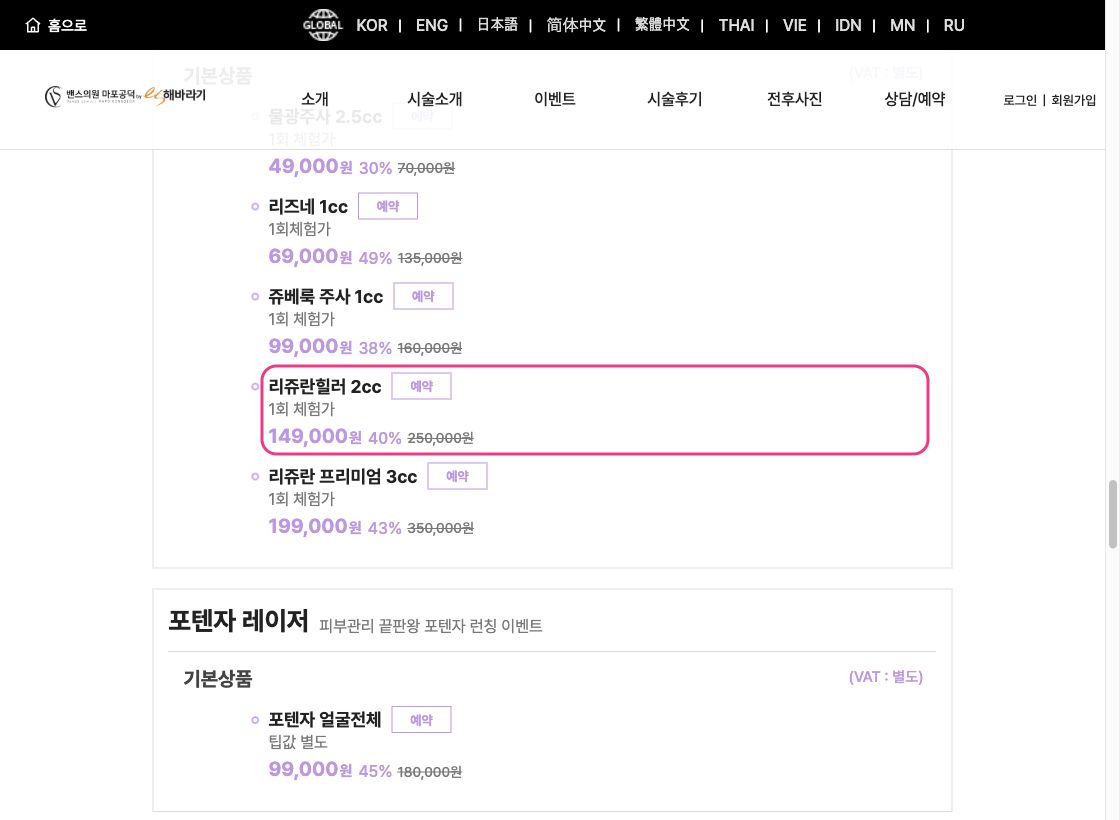 홈으로
GLOBAL KOR | ENG | 日本語 | 简体中文 | 繁體中文 | THAI | VIE | IDN | MN | RU
기본상품 (VAT : 별도)
밴스의원 마포공덕 by 해바라기
소개 시술소개 이벤트 시술후기 전후사진 상담/예약 로그인 | 회원가입
물광주사 2.5cc 예약
1회 체험가
49,000원 30% 70,000원
리즈네 1cc 예약
1회체험가
69,000원 49% 135,000원
쥬베룩 주사 1cc 예약
1회 체험가
99,000원 38% 160,000원
리쥬란힐러 2cc 예약
1회 체험가
149,000원 40% 250,000원
리쥬란 프리미엄 3cc 예약
1회 체험가
199,000원 43% 350,000원
포텐자 레이저 피부관리 끝판왕 포텐자 런칭 이벤트
기본상품 (VAT : 별도)
포텐자 얼굴전체 예약
팁값 별도
99,000원 45% 180,000원